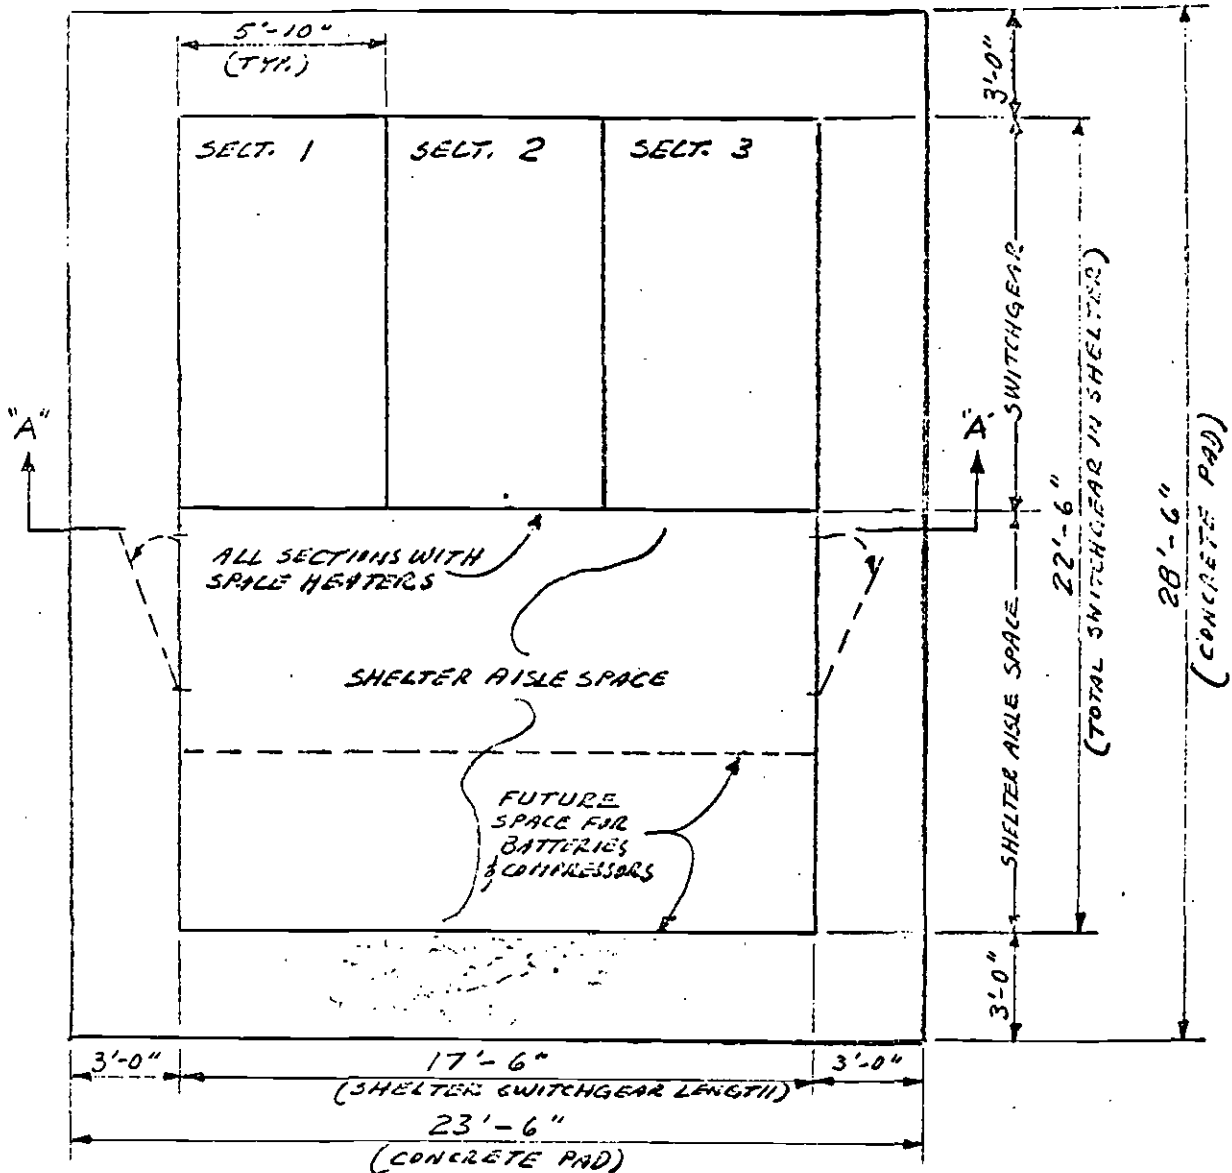 5'-10"
(TYP.)
3'-0"
SECT. 1
SECT. 2
SECT. 3
SWITCHGEAR
"A"
"A"
22'-6"
(TOTAL SWITCHGEAR IN SHELTER)
28'-6"
(CONCRETE PAD)
ALL SECTIONS WITH
SPACE HEATERS
SHELTER AISLE SPACE
SHELTER AISLE SPACE
FUTURE
SPACE FOR
BATTERIES
& COMPRESSORS
3'-0"
3'-0"
17'-6"
3'-0"
(SHELTER SWITCHGEAR LENGTH)
23'-6"
(CONCRETE PAD)